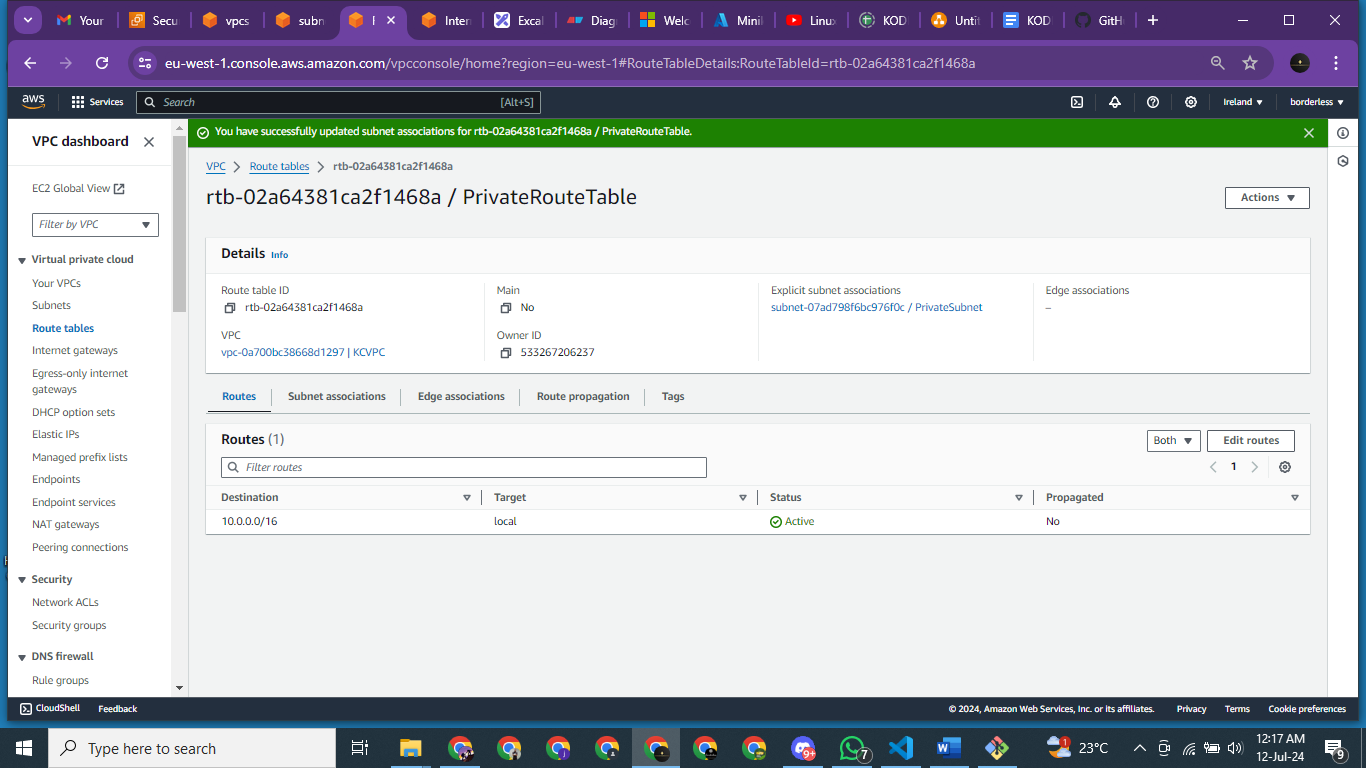 Your
Secu
vpcs
subn
Inter
Excal
Diag
Welc
Minil
Linux
KOD
Untit
KOD
GitH
eu-west-1.console.aws.amazon.com/vpcconsole/home?region=eu-west-1#RouteTableDetails:RouteTableId=rtb-02a64381ca2f1468a
aws Services Search [Alt+S] Ireland borderless
VPC dashboard
EC2 Global View
Filter by VPC
Virtual private cloud
Your VPCs
Subnets
Route tables
Internet gateways
Egress-only internet
gateways
DHCP option sets
Elastic IPs
Managed prefix lists
Endpoints
Endpoint services
NAT gateways
Peering connections
Security
Network ACLs
Security groups
DNS firewall
Rule groups
You have successfully updated subnet associations for rtb-02a64381ca2f1468a / PrivateRouteTable.
VPC Route tables rtb-02a64381ca2f1468a
rtb-02a64381ca2f1468a / PrivateRouteTable
Actions
Details Info
Route table ID
rtb-02a64381ca2f1468a
Main
No
Explicit subnet associations
subnet-07ad798f6bc976f0c / PrivateSubnet
Edge associations
–
VPC
vpc-0a700bc38668d1297 | KCVPC
Owner ID
533267206237
Routes Subnet associations Edge associations Route propagation Tags
Routes (1)
Both Edit routes
Filter routes
1
Destination Target Status Propagated
10.0.0.0/16 local Active No
CloudShell Feedback © 2024, Amazon Web Services, Inc. or its affiliates. Privacy Terms Cookie preferences
Type here to search
9+
7
1
23°C
12:17 AM
12-Jul-24
9